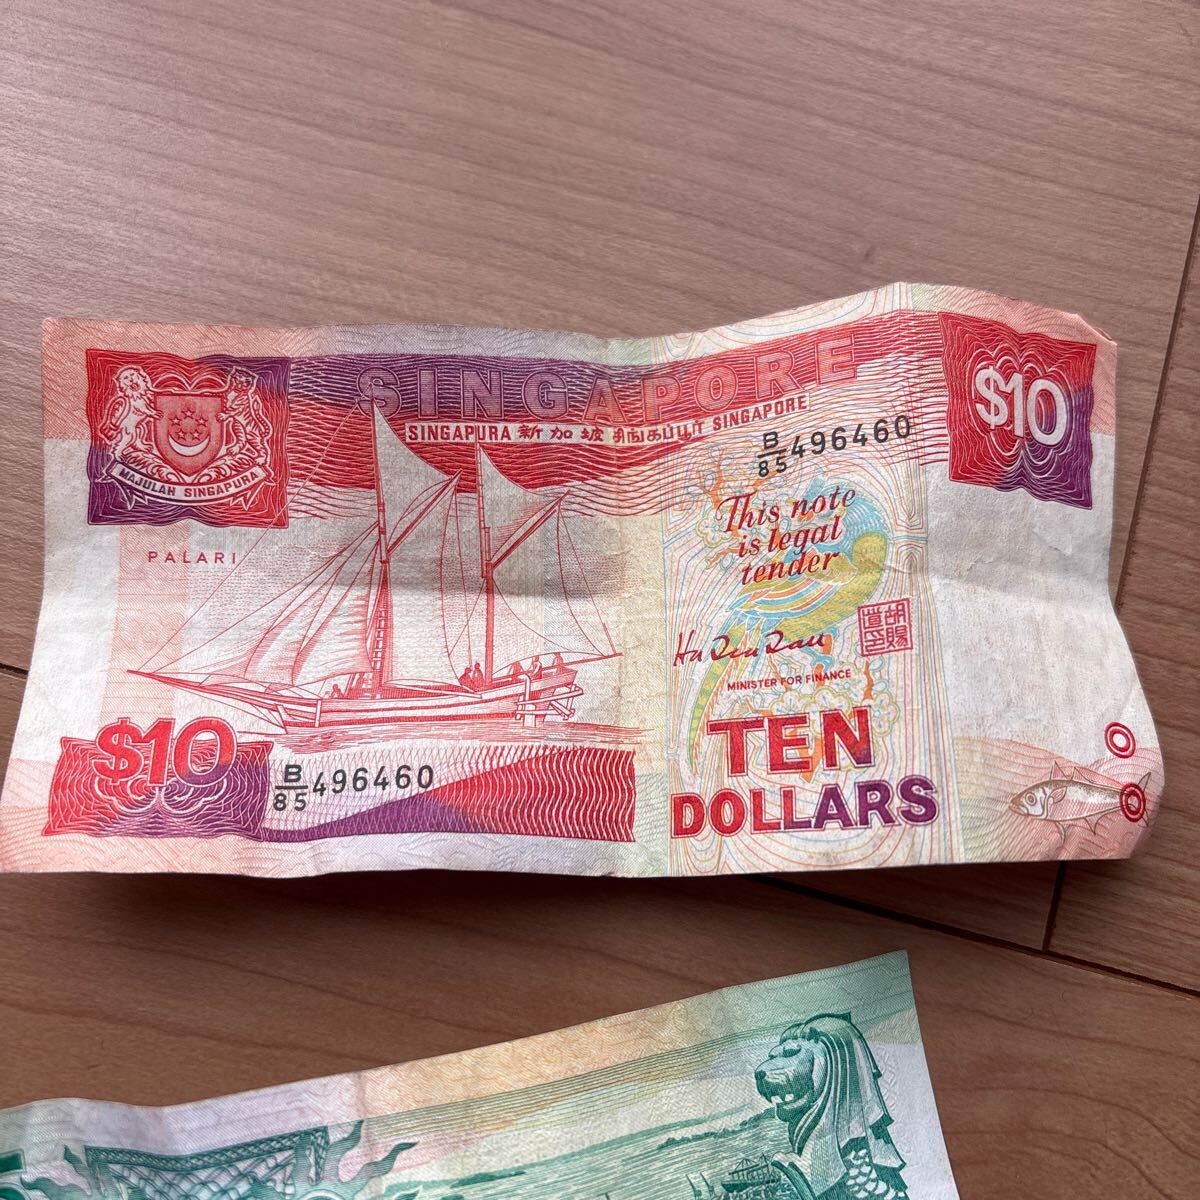 SINGAPORE
SINGAPURA 新加坡 சிங்கப்பூர் SINGAPORE
$10
MAJULAH SINGAPURA
B/85 496460
PALARI
This note
is legal
tender
MINISTER FOR FINANCE
$10
B/85 496460
TEN
DOLLARS